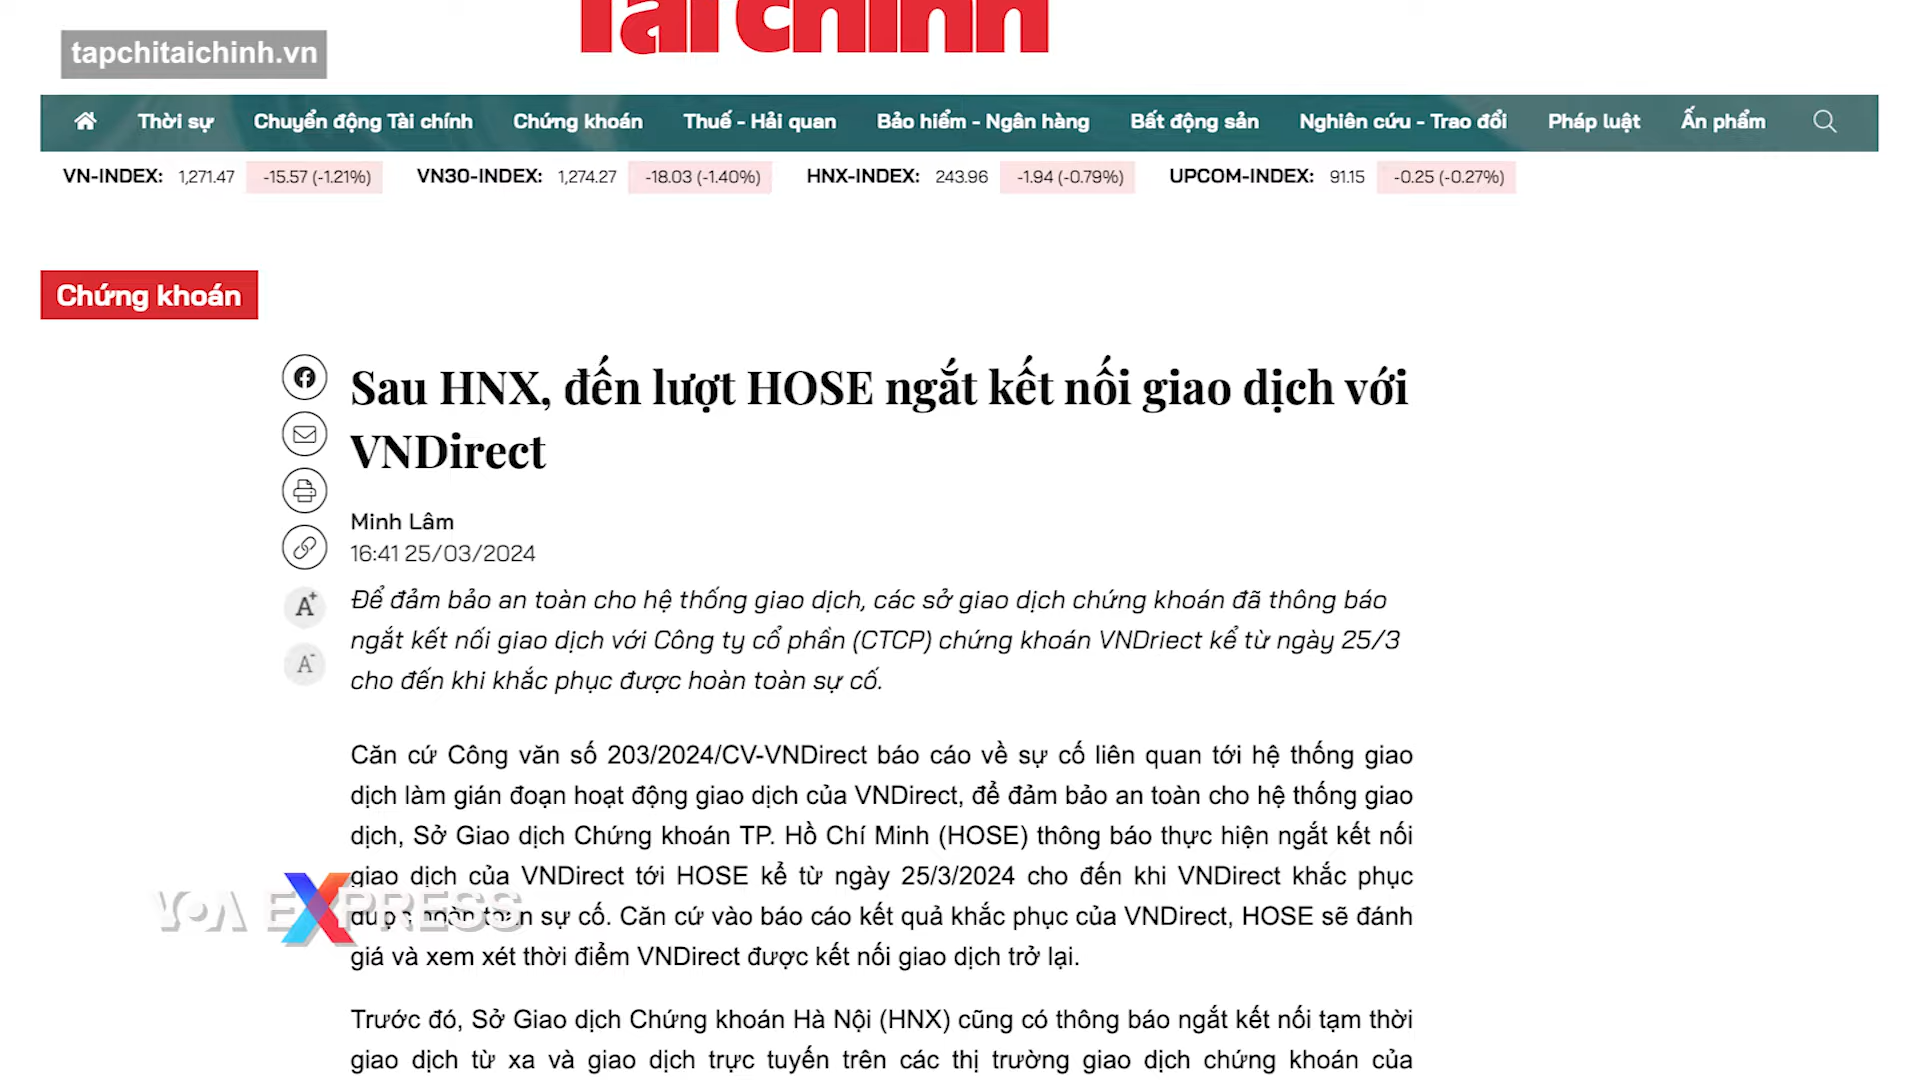 Tài chính
tapchitaichinh.vn
Thời sự Chuyển động Tài chính Chứng khoán Thuế - Hải quan Bảo hiểm - Ngân hàng Bất động sản Nghiên cứu - Trao đổi Pháp luật Ấn phẩm
VN-INDEX: 1,271.47 -15.57 (-1.21%) VN30-INDEX: 1,274.27 -18.03 (-1.40%) HNX-INDEX: 243.96 -1.94 (-0.79%) UPCOM-INDEX: 91.15 -0.25 (-0.27%)
Chứng khoán
Sau HNX, đến lượt HOSE ngắt kết nối giao dịch với
VNDirect
Minh Lâm
16:41 25/03/2024
A+
A-
Để đảm bảo an toàn cho hệ thống giao dịch, các sở giao dịch chứng khoán đã thông báo
ngắt kết nối giao dịch với Công ty cổ phần (CTCP) chứng khoán VNDriect kể từ ngày 25/3
cho đến khi khắc phục được hoàn toàn sự cố.
Căn cứ Công văn số 203/2024/CV-VNDirect báo cáo về sự cố liên quan tới hệ thống giao
dịch làm gián đoạn hoạt động giao dịch của VNDirect, để đảm bảo an toàn cho hệ thống giao
dịch, Sở Giao dịch Chứng khoán TP. Hồ Chí Minh (HOSE) thông báo thực hiện ngắt kết nối
giao dịch của VNDirect tới HOSE kể từ ngày 25/3/2024 cho đến khi VNDirect khắc phục
được hoàn toàn sự cố. Căn cứ vào báo cáo kết quả khắc phục của VNDirect, HOSE sẽ đánh
giá và xem xét thời điểm VNDirect được kết nối giao dịch trở lại.
Trước đó, Sở Giao dịch Chứng khoán Hà Nội (HNX) cũng có thông báo ngắt kết nối tạm thời
giao dịch từ xa và giao dịch trực tuyến trên các thị trường giao dịch chứng khoán của
VOA EXPRESS